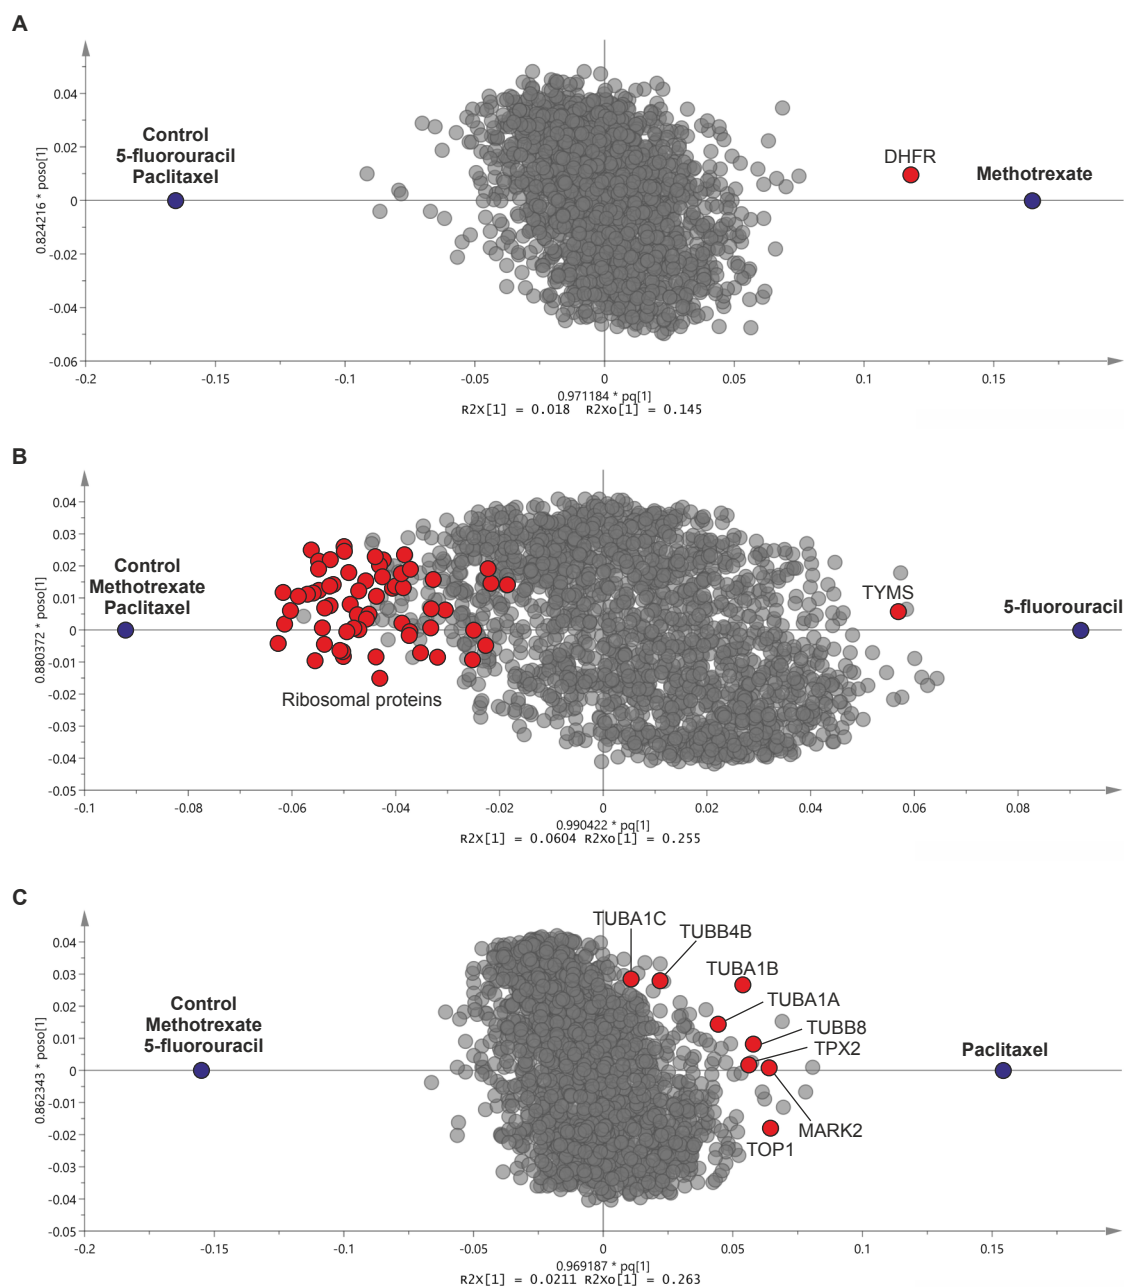 A
0.04
0.02
0
-0.02
-0.04
-0.06
0.824216 * poso[1]
Control
5-fluorouracil
Paclitaxel
DHFR
Methotrexate
-0.2
-0.15
-0.1
-0.05
0
0.05
0.1
0.15
0.971184 * pq[1]
R2X[1] = 0.018 R2Xo[1] = 0.145
B
0.04
0.03
0.02
0.01
0
-0.01
-0.02
-0.03
-0.04
-0.05
0.880372 * poso[1]
Control
Methotrexate
Paclitaxel
Ribosomal proteins
TYMS
5-fluorouracil
-0.1
-0.08
-0.06
-0.04
-0.02
0
0.02
0.04
0.06
0.08
0.990422 * pq[1]
R2X[1] = 0.0604 R2Xo[1] = 0.255
C
0.04
0.03
0.02
0.01
0
-0.01
-0.02
-0.03
-0.04
-0.05
0.862343 * poso[1]
Control
Methotrexate
5-fluorouracil
TUBA1C
TUBB4B
TUBA1B
TUBA1A
TUBB8
TPX2
MARK2
TOP1
Paclitaxel
-0.2
-0.15
-0.1
-0.05
0
0.05
0.1
0.15
0.969187 * pq[1]
R2X[1] = 0.0211 R2Xo[1] = 0.263